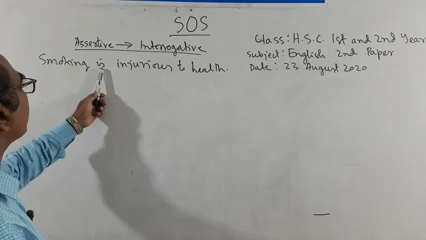 SOS
Assertive → Interrogative
Smoking is injurious to health.
Class: H.S.C. 1st and 2nd Year
Subject: English 2nd Paper
Date: 23 August 2020